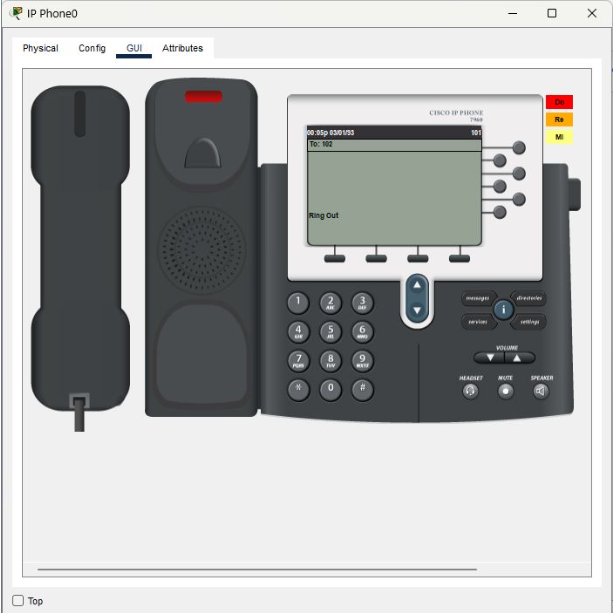 IP Phone0
Physical Config GUI Attributes
CISCO IP PHONE
7960
Do
Re
Mi
00:05p 03/01/93 101
To: 102
Ring Out
1 2 ABC 3 DEF
4 GHI 5 JKL 6 MNO
7 PQRS 8 TUV 9 WXYZ
* 0 #
messages directories
i
services settings
VOLUME
HEADSET MUTE SPEAKER
Top